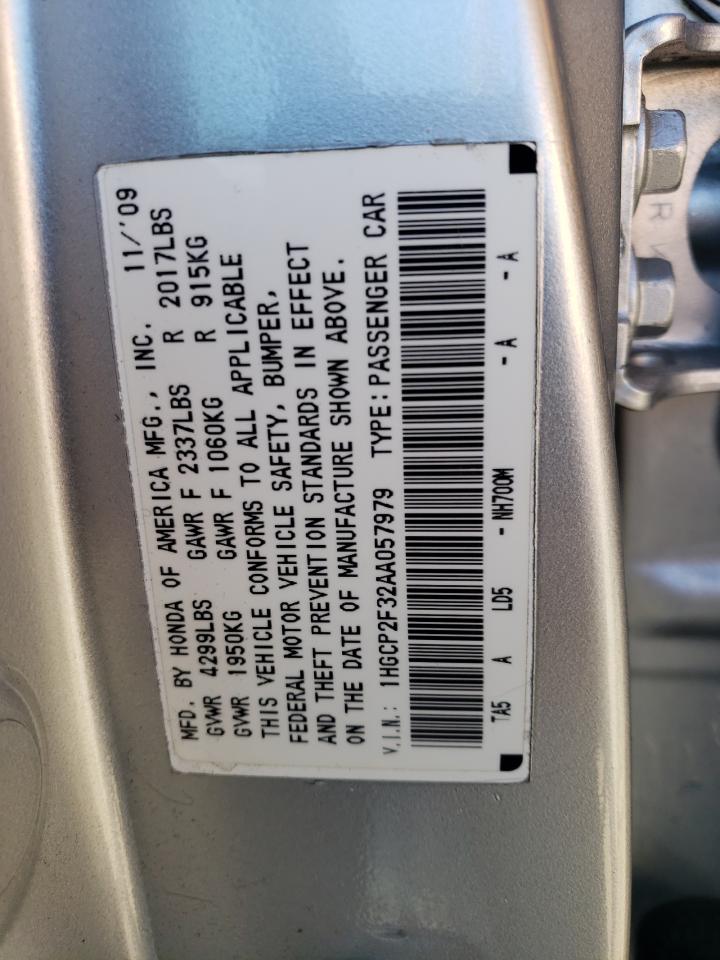 MFD. BY HONDA OF AMERICA MFG., INC. 11/'09
GVWR 4299LBS GAWR F 2337LBS R 2017LBS
GVWR 1950KG GAWR F 1060KG R 915KG
THIS VEHICLE CONFORMS TO ALL APPLICABLE
FEDERAL MOTOR VEHICLE SAFETY, BUMPER,
AND THEFT PREVENTION STANDARDS IN EFFECT
ON THE DATE OF MANUFACTURE SHOWN ABOVE.
V.I.N.: 1HGCP2F32AA057979 TYPE:PASSENGER CAR
TA5 A LD5 - NH700M - A - A